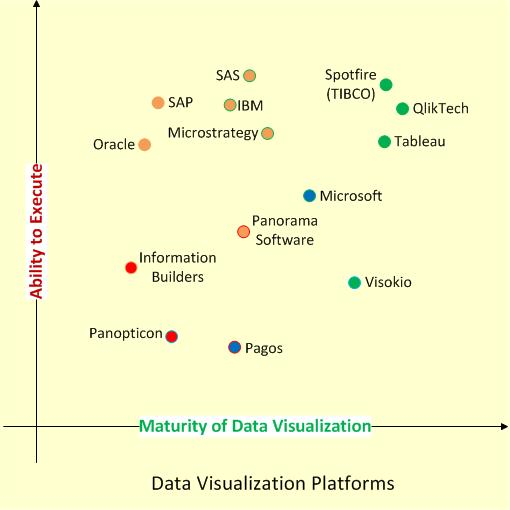 SAS
Spotfire
(TIBCO)
SAP
IBM
QlikTech
Microstrategy
Oracle
Tableau
Microsoft
Panorama
Software
Information
Builders
Visokio
Panopticon
Pagos
Ability to Execute
Maturity of Data Visualization
Data Visualization Platforms